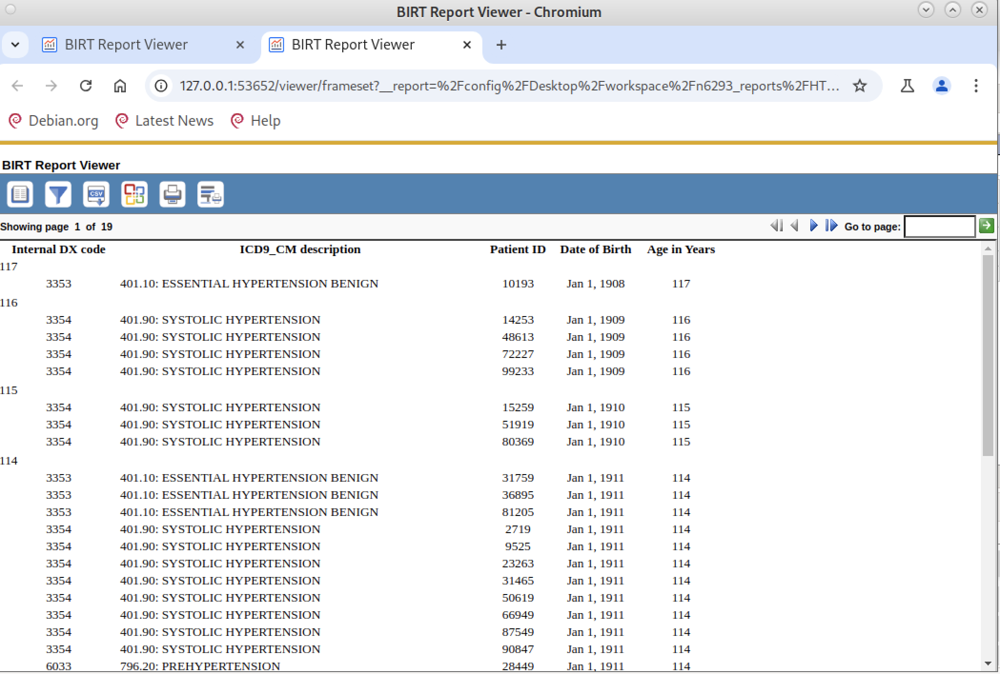 BIRT Report Viewer - Chromium
BIRT Report Viewer BIRT Report Viewer
127.0.0.1:53652/viewer/frameset?__report=%2Fconfig%2FDesktop%2Fworkspace%2Fn6293_reports%2FHT...
Debian.org Latest News Help
BIRT Report Viewer
CSV
Showing page 1 of 19 Go to page:
Internal DX code ICD9_CM description Patient ID Date of Birth Age in Years
117
3353 401.10: ESSENTIAL HYPERTENSION BENIGN 10193 Jan 1, 1908 117
116
3354 401.90: SYSTOLIC HYPERTENSION 14253 Jan 1, 1909 116
3354 401.90: SYSTOLIC HYPERTENSION 48613 Jan 1, 1909 116
3354 401.90: SYSTOLIC HYPERTENSION 72227 Jan 1, 1909 116
3354 401.90: SYSTOLIC HYPERTENSION 99233 Jan 1, 1909 116
115
3354 401.90: SYSTOLIC HYPERTENSION 15259 Jan 1, 1910 115
3354 401.90: SYSTOLIC HYPERTENSION 51919 Jan 1, 1910 115
3354 401.90: SYSTOLIC HYPERTENSION 80369 Jan 1, 1910 115
114
3353 401.10: ESSENTIAL HYPERTENSION BENIGN 31759 Jan 1, 1911 114
3353 401.10: ESSENTIAL HYPERTENSION BENIGN 36895 Jan 1, 1911 114
3353 401.10: ESSENTIAL HYPERTENSION BENIGN 81205 Jan 1, 1911 114
3354 401.90: SYSTOLIC HYPERTENSION 2719 Jan 1, 1911 114
3354 401.90: SYSTOLIC HYPERTENSION 9525 Jan 1, 1911 114
3354 401.90: SYSTOLIC HYPERTENSION 23263 Jan 1, 1911 114
3354 401.90: SYSTOLIC HYPERTENSION 31465 Jan 1, 1911 114
3354 401.90: SYSTOLIC HYPERTENSION 50619 Jan 1, 1911 114
3354 401.90: SYSTOLIC HYPERTENSION 66949 Jan 1, 1911 114
3354 401.90: SYSTOLIC HYPERTENSION 87549 Jan 1, 1911 114
3354 401.90: SYSTOLIC HYPERTENSION 90847 Jan 1, 1911 114
6033 796.20: PREHYPERTENSION 28449 Jan 1, 1911 114